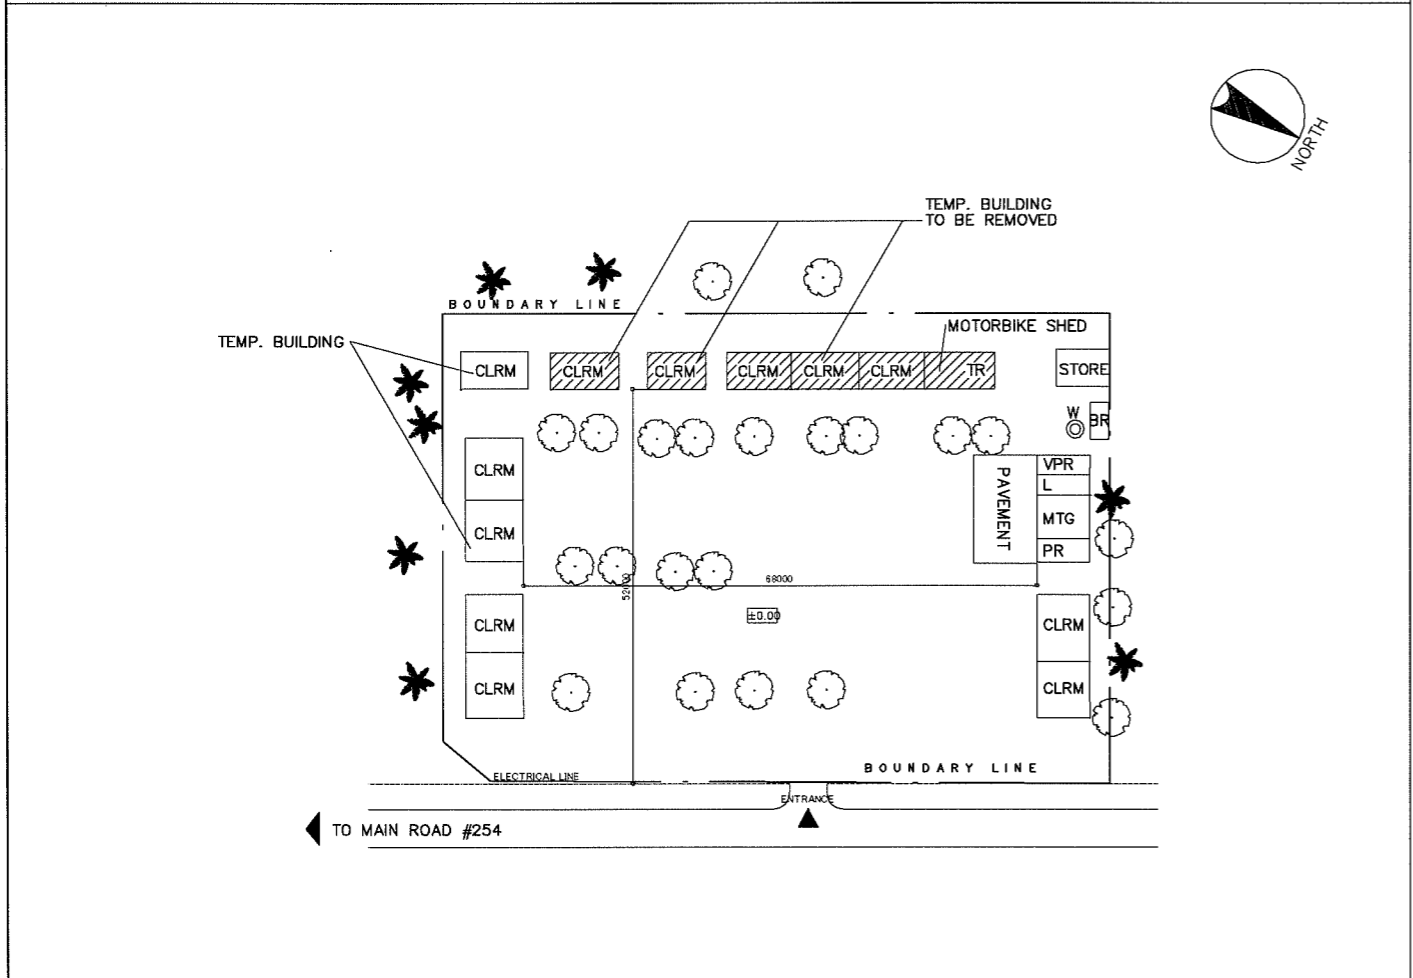 NORTH
TEMP. BUILDING
TO BE REMOVED
BOUNDARY LINE
MOTORBIKE SHED
TEMP. BUILDING
CLRM
CLRM
CLRM
CLRM
CLRM
CLRM
TR
STORE
W
BR
CLRM
VPR
PAVEMENT
L
MTG
CLRM
PR
68000
52000
±0.00
CLRM
CLRM
CLRM
CLRM
BOUNDARY LINE
ELECTRICAL LINE
ENTRANCE
TO MAIN ROAD #254